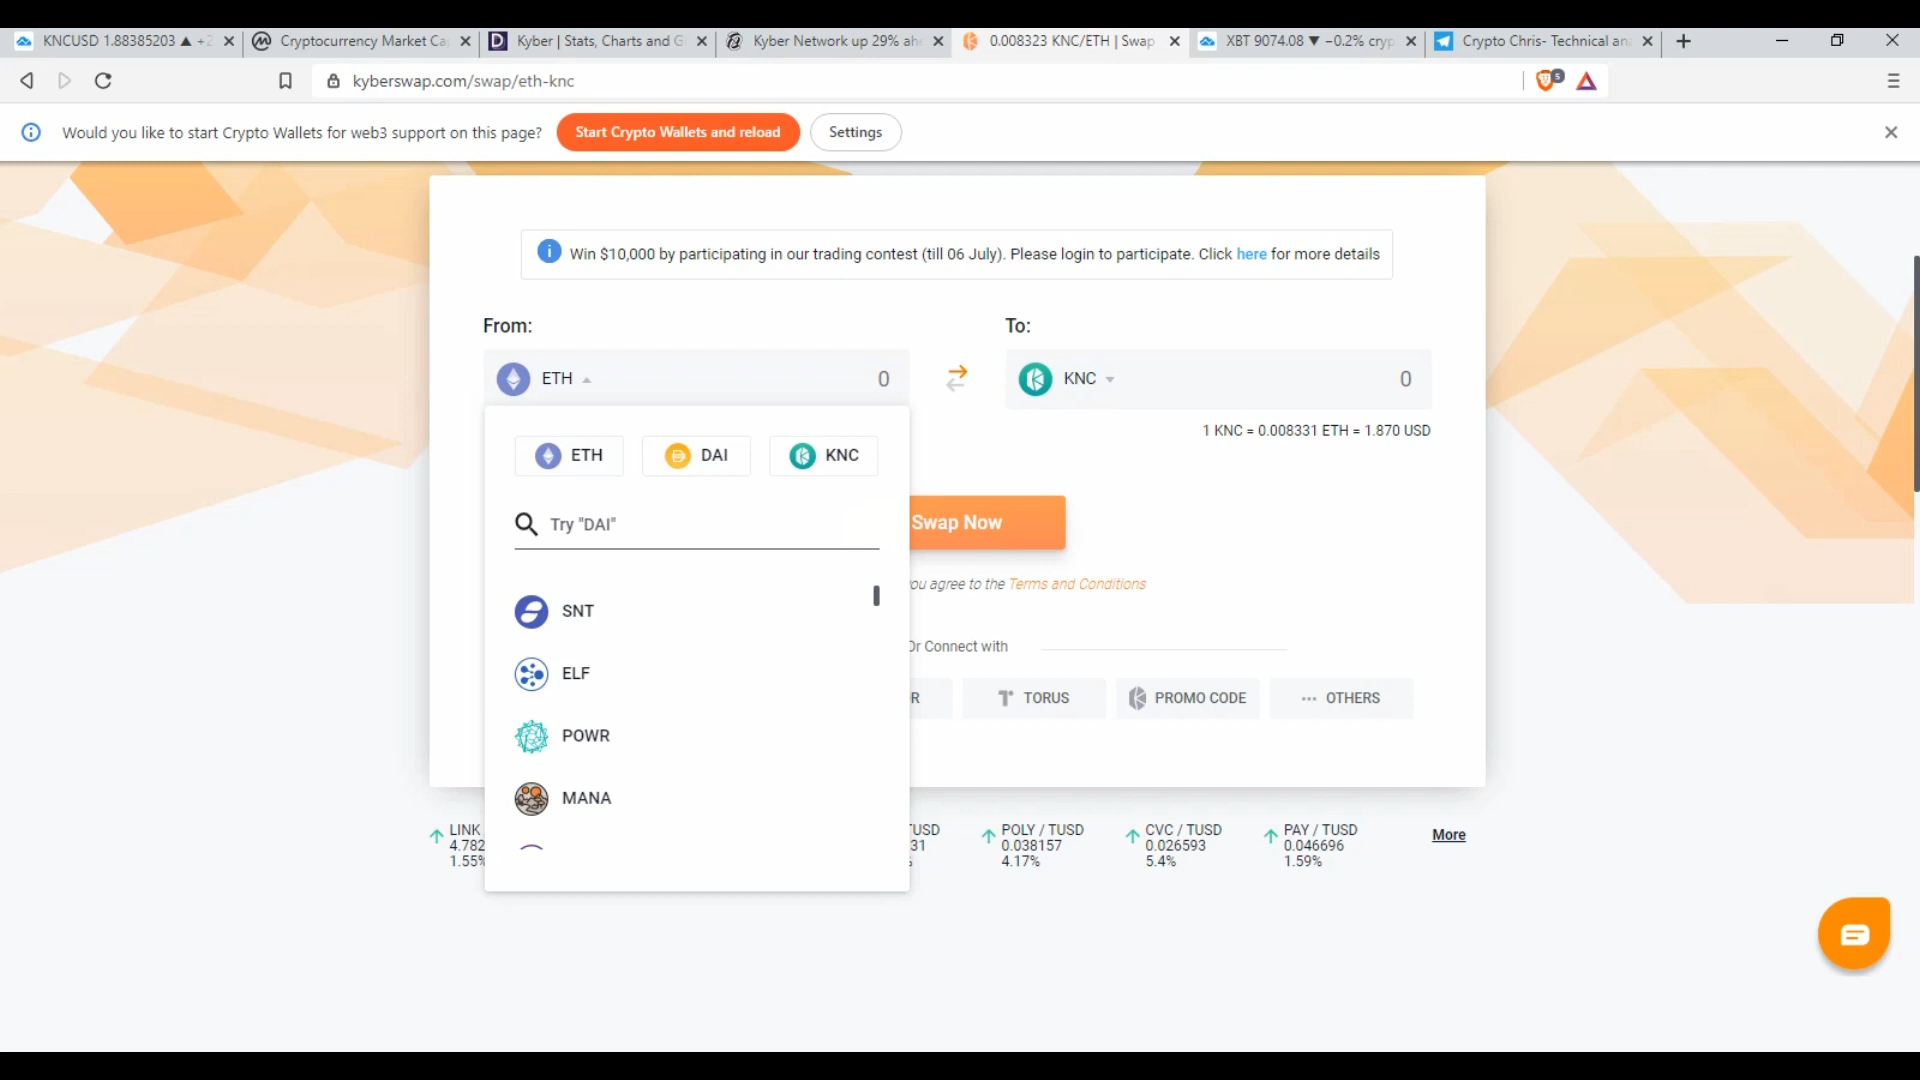 KNCUSD 1.88385203 ▲ +2
Cryptocurrency Market Ca
Kyber | Stats, Charts and G
Kyber Network up 29% ah
0.008323 KNC/ETH | Swap
XBT 9074.08 ▼ −0.2% cryp
Crypto Chris- Technical an
kyberswap.com/swap/eth-knc
5
Would you like to start Crypto Wallets for web3 support on this page?
Start Crypto Wallets and reload
Settings
Win $10,000 by participating in our trading contest (till 06 July). Please login to participate. Click here for more details
From:
To:
ETH 0
KNC 0
1 KNC = 0.008331 ETH = 1.870 USD
ETH
DAI
KNC
Try "DAI"
Swap Now
ou agree to the Terms and Conditions
SNT
Or Connect with
ELF
R
TORUS
PROMO CODE
OTHERS
POWR
MANA
LINK
4.782
1.55%
TUSD
31
%
POLY / TUSD
0.038157
4.17%
CVC / TUSD
0.026593
5.4%
PAY / TUSD
0.046696
1.59%
More